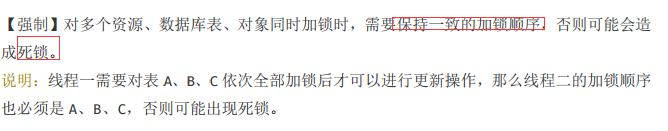 【强制】对多个资源、数据库表、对象同时加锁时，需要保持一致的加锁顺序，否则可能会造
成死锁。
说明：线程一需要对表 A、B、C 依次全部加锁后才可以进行更新操作，那么线程二的加锁顺序
也必须是 A、B、C，否则可能出现死锁。